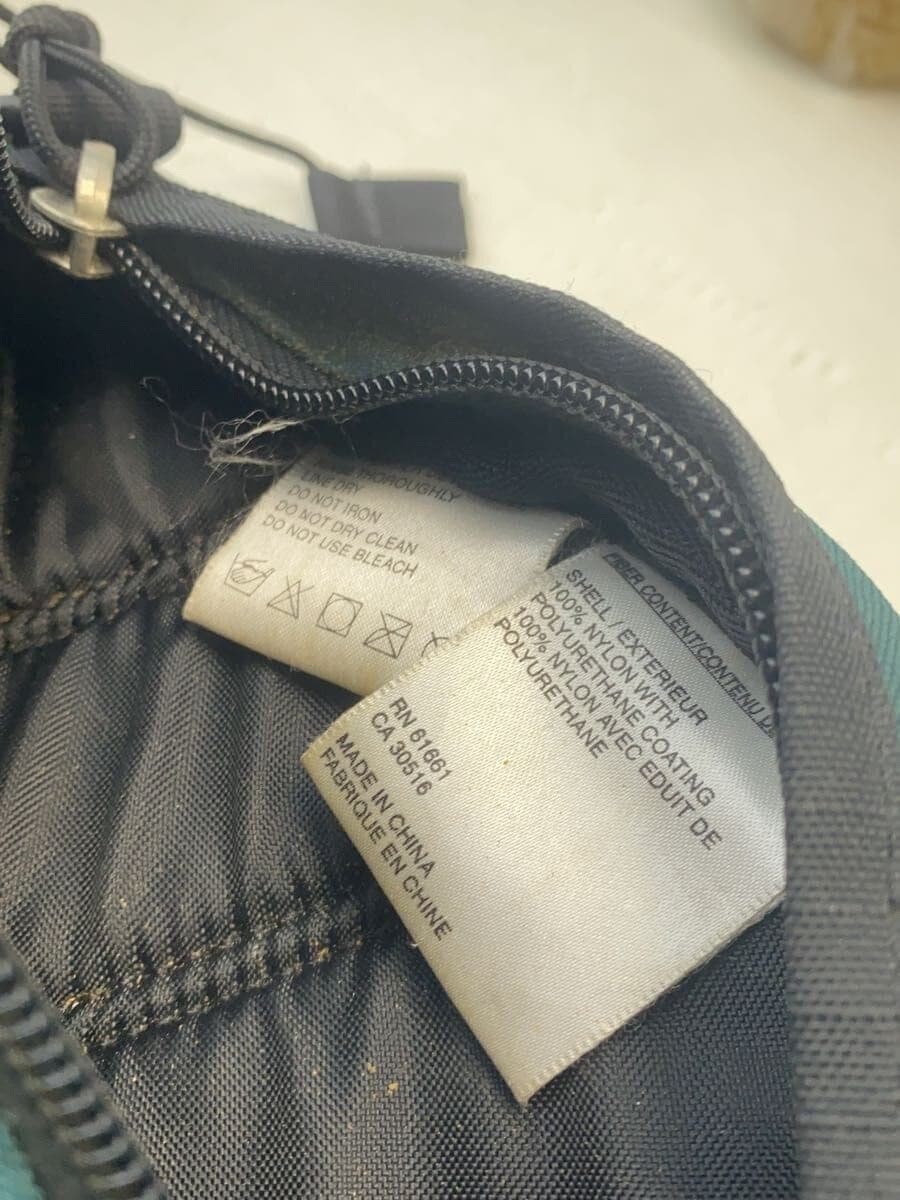 THOROUGHLY
LINE DRY
DO NOT IRON
DO NOT DRY CLEAN
DO NOT USE BLEACH
FIBER CONTENT/CONTENU
SHELL / EXTERIEUR
100% NYLON WITH
POLYURETHANE COATING
100% NYLON AVEC EDUIT DE
POLYURETHANE
RN 61661
CA 30516
MADE IN CHINA
FABRIQUE EN CHINE